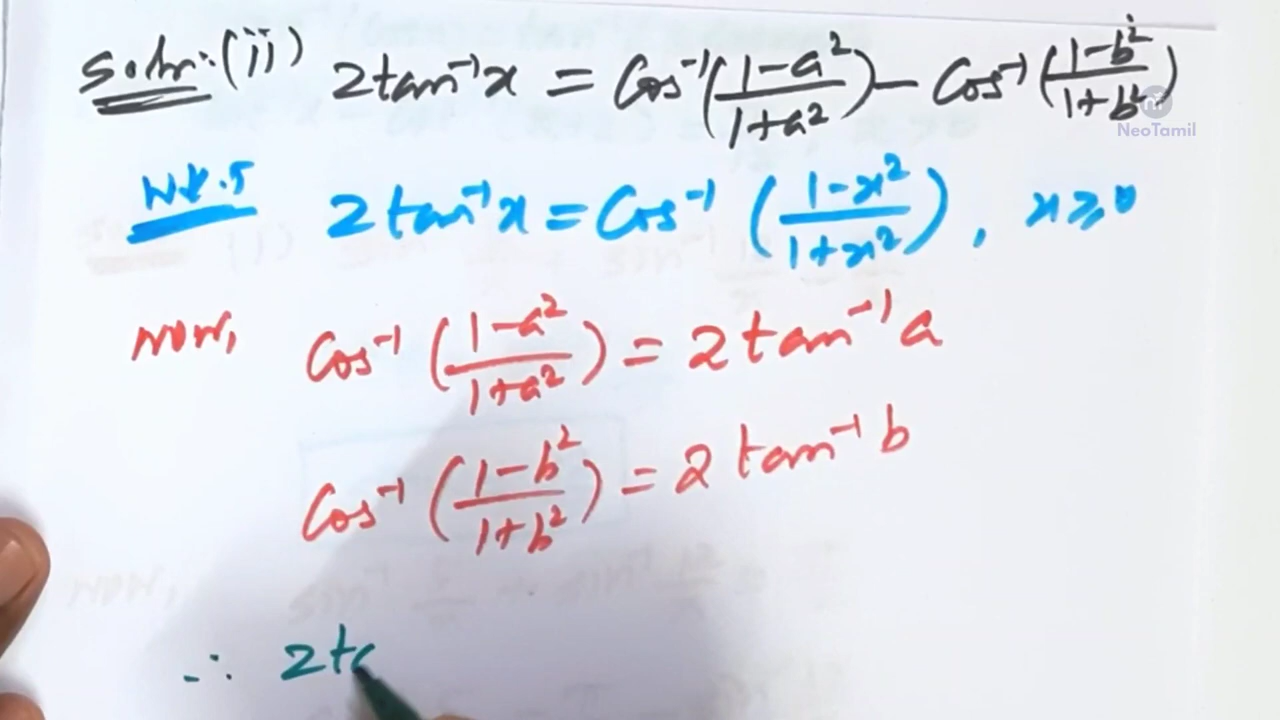 Soln:- (ii) 2tan⁻¹x = Cos⁻¹((1-a²)/(1+a²)) - Cos⁻¹((1-b²)/(1+b²))
NeoTamil
W.K.T 2tan⁻¹x = Cos⁻¹((1-x²)/(1+x²)), x ≥ 0
Now, Cos⁻¹((1-a²)/(1+a²)) = 2tan⁻¹a
Cos⁻¹((1-b²)/(1+b²)) = 2tan⁻¹b
∴ 2ta